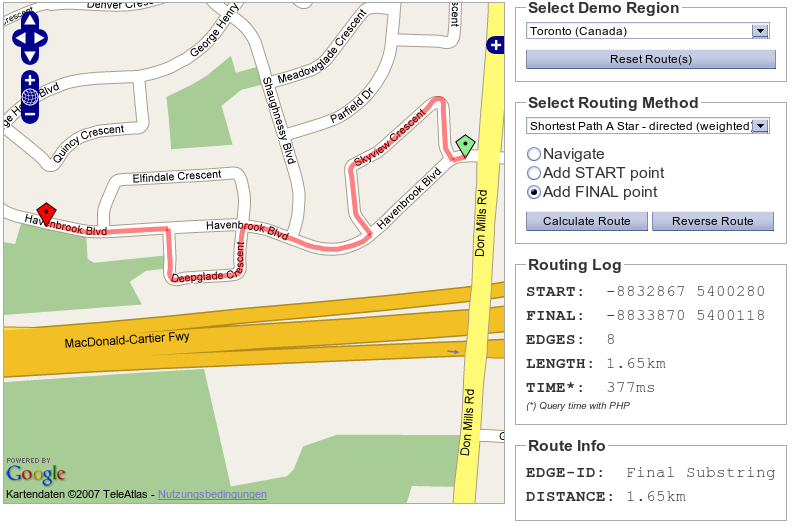 Crescent
Denver Crescent
George Henry
Crescent
Meadowglade Crescent
Shaughnessy Blvd
Parfield Dr
ge H
Blvd
Quincy Crescent
Skyview Crescent
Elfindale Crescent
Havenbrook Blvd
Havenbrook Blvd
Havenbrook Blvd
Deepglade Crescent
Don Mills Rd
MacDonald-Cartier Fwy
Don Mills Rd
POWERED BY
Google
Kartendaten ©2007 TeleAtlas - Nutzungsbedingungen
Select Demo Region
Toronto (Canada)
Reset Route(s)
Select Routing Method
Shortest Path A Star - directed (weighted)
Navigate
Add START point
Add FINAL point
Calculate Route
Reverse Route
Routing Log
START: -8832867 5400280
FINAL: -8833870 5400118
EDGES: 8
LENGTH: 1.65km
TIME*: 377ms
(*) Query time with PHP
Route Info
EDGE-ID: Final Substring
DISTANCE: 1.65km